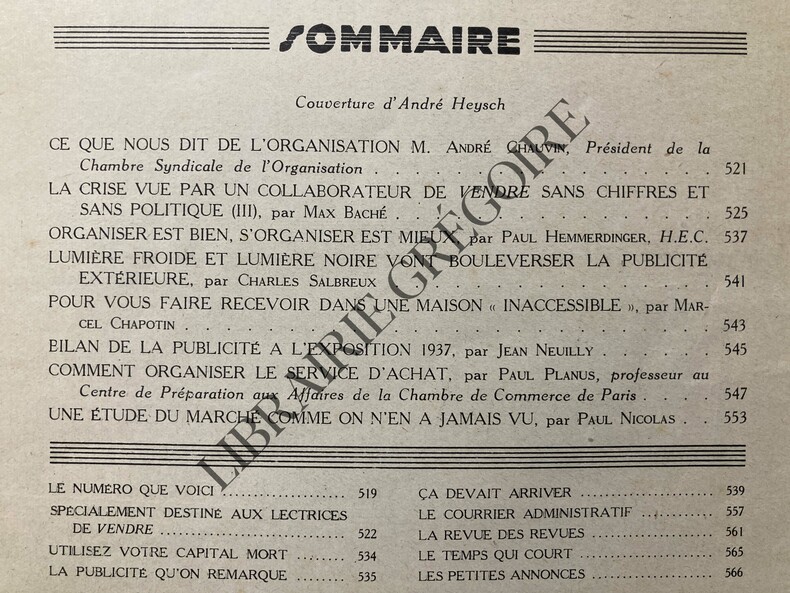 SOMMAIRE
Couverture d'André Heysch
CE QUE NOUS DIT DE L'ORGANISATION M. ANDRÉ CHAUVIN, Président de la
Chambre Syndicale de l'Organisation . . . . . . . . . . . . . . . . 521
LA CRISE VUE PAR UN COLLABORATEUR DE VENDRE SANS CHIFFRES ET
SANS POLITIQUE (III), par MAX BACHÉ . . . . . . . . . . . . . . . . 525
ORGANISER EST BIEN, S'ORGANISER EST MIEUX, par PAUL HEMMERDINGER, H.E.C. 537
LUMIÈRE FROIDE ET LUMIÈRE NOIRE VONT BOULEVERSER LA PUBLICITÉ
EXTÉRIEURE, par CHARLES SALBREUX . . . . . . . . . . . . . . . . 541
POUR VOUS FAIRE RECEVOIR DANS UNE MAISON « INACCESSIBLE », par MAR-
CEL CHAPOTIN . . . . . . . . . . . . . . . . . . . . . . . . 543
BILAN DE LA PUBLICITÉ A L'EXPOSITION 1937, par JEAN NEUILLY . . . . . 545
COMMENT ORGANISER LE SERVICE D'ACHAT, par PAUL PLANUS, professeur au
Centre de Préparation aux Affaires de la Chambre de Commerce de Paris . . . . 547
UNE ÉTUDE DU MARCHÉ COMME ON N'EN A JAMAIS VU, par PAUL NICOLAS . . 553
LE NUMÉRO QUE VOICI .................. 519
SPÉCIALEMENT DESTINÉ AUX LECTRICES
DE VENDRE .......................... 522
UTILISEZ VOTRE CAPITAL MORT ........ 534
LA PUBLICITÉ QU'ON REMARQUE ........ 535
ÇA DEVAIT ARRIVER .................. 539
LE COURRIER ADMINISTRATIF .......... 557
LA REVUE DES REVUES ................ 561
LE TEMPS QUI COURT ................. 565
LES PETITES ANNONCES ............... 566
LIBRAIRIE GRÉGOIRE